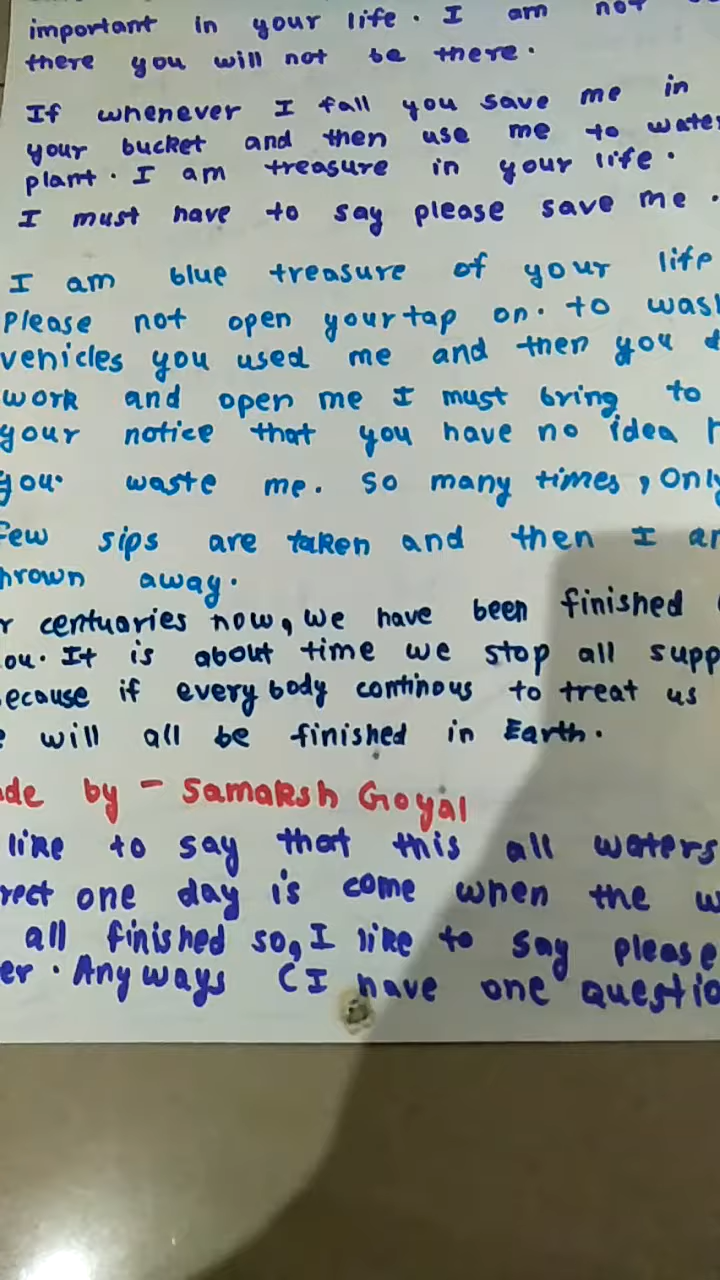 important in your life. I am not
there you will not be there.
If whenever I fall you save me in
your bucket and then use me to water
plant. I am treasure in your life.
I must have to say please save me.
I am blue treasure of your life
Please not open your tap on. to wash
vehicles you used me and then you
work and open me I must bring to
your notice that you have no idea
you. waste me. So many times, Only
few sips are taken and then I
thrown away.
centuaries now, we have been finished
It is about time we stop all
because if everybody continous to treat us
will all be finished in Earth.
by - Samaksh Goyal
like to say that this all waters
one day is come when the
all finished so, I like to say please
Any ways (I have one